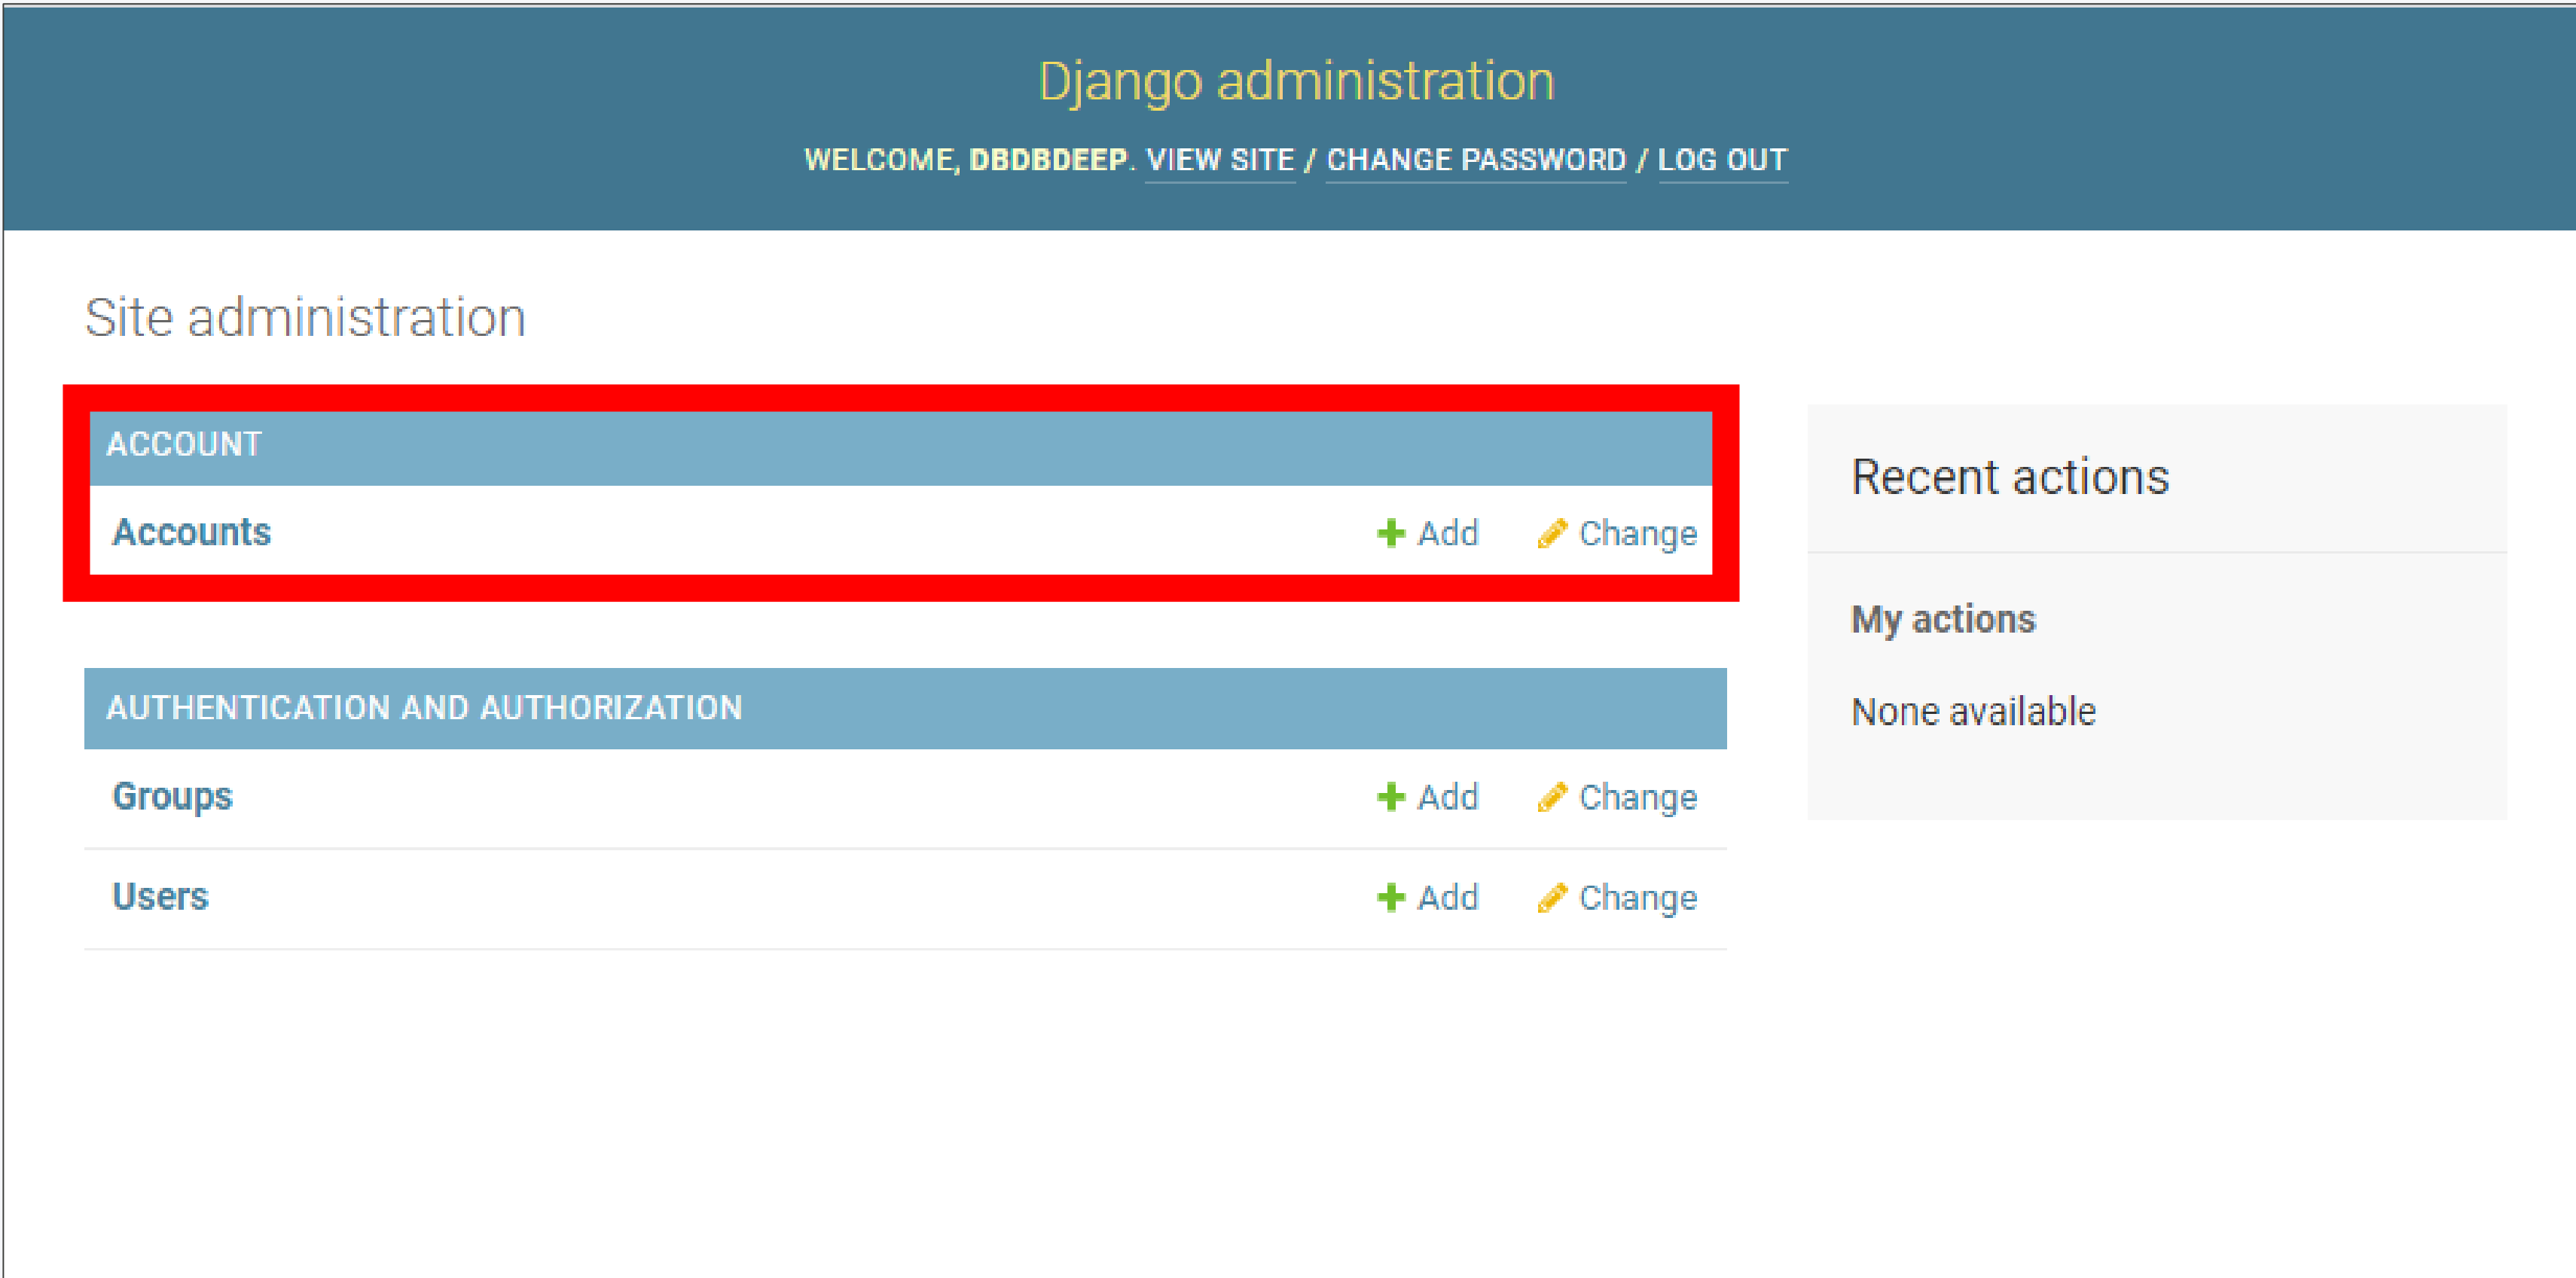 Django administration
WELCOME, DBDBDEEP. VIEW SITE / CHANGE PASSWORD / LOG OUT
Site administration
ACCOUNT
Accounts Add Change
AUTHENTICATION AND AUTHORIZATION
Groups Add Change
Users Add Change
Recent actions
My actions
None available